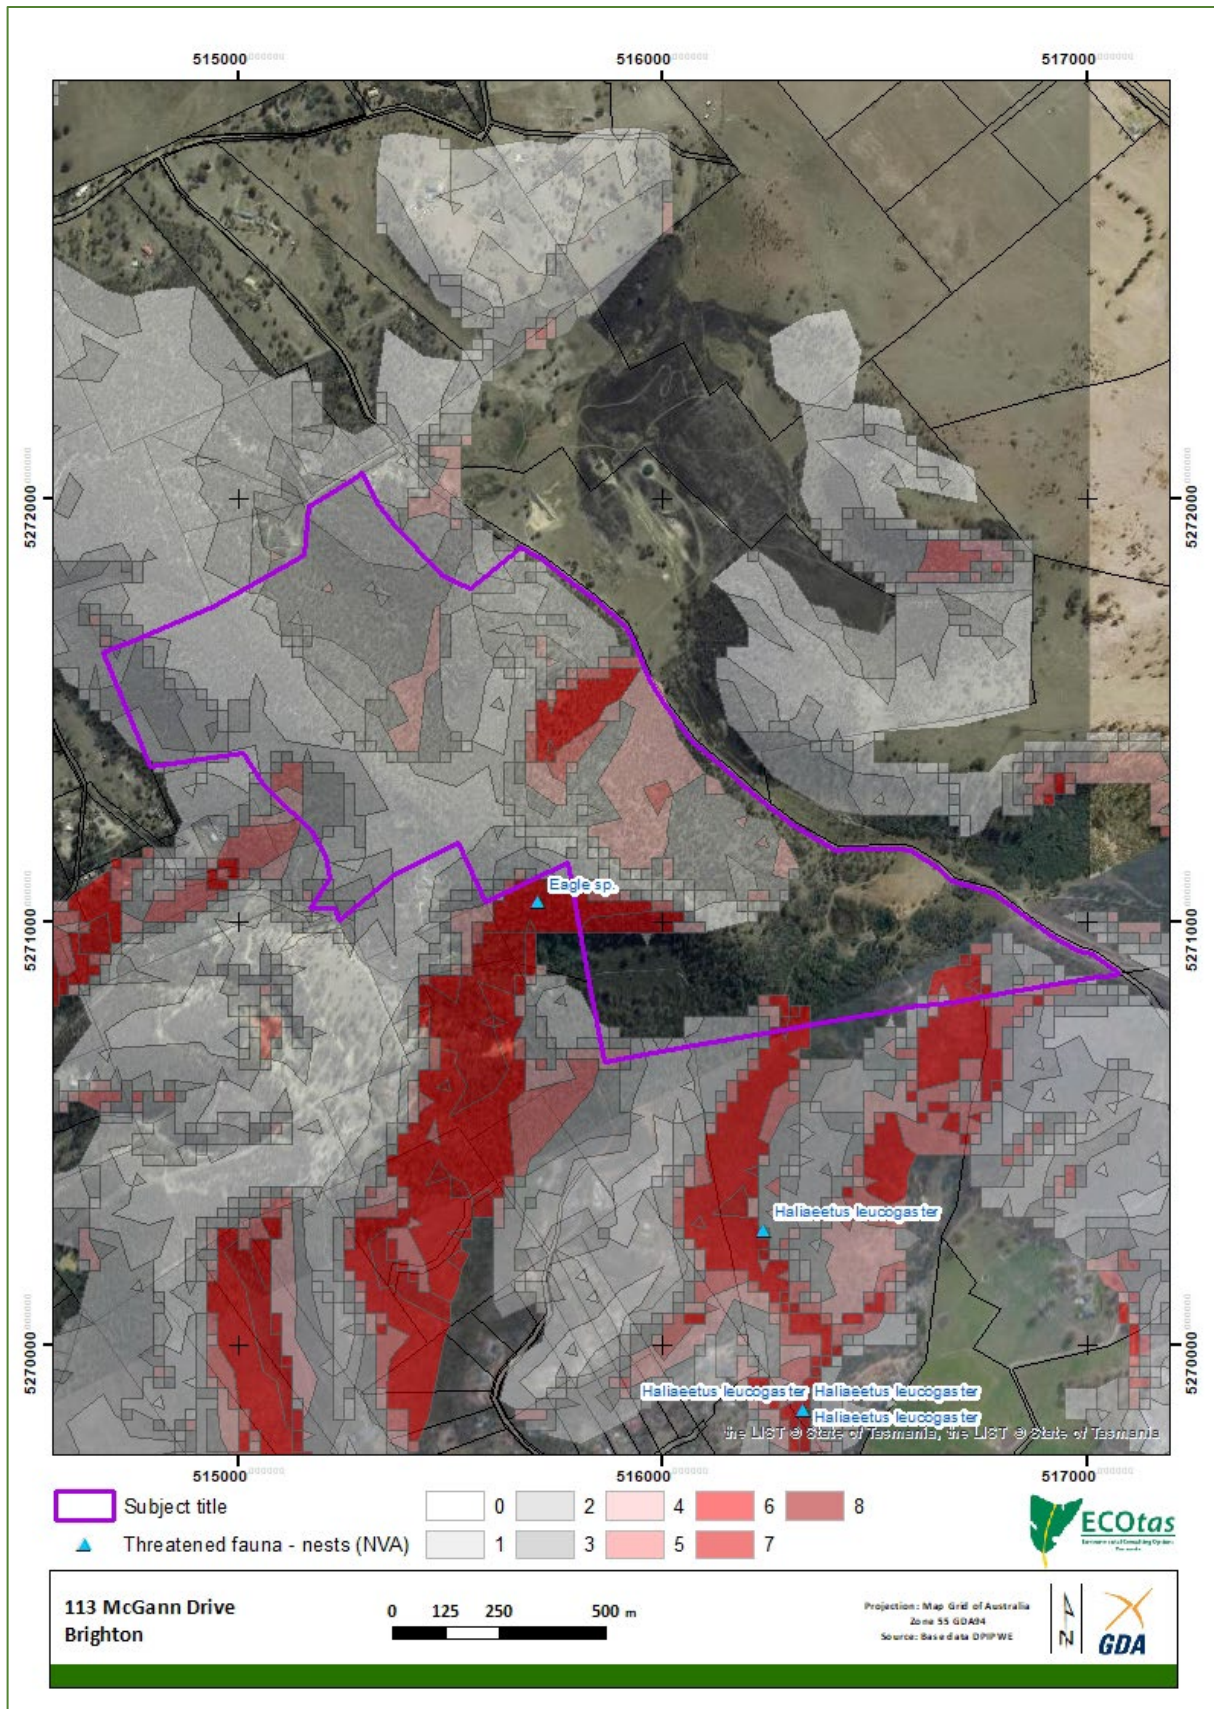 515000 516000 517000
5272000 5272000
Eagle sp.
5271000 5271000
Haliaeetus leucogaster
5270000 5270000
Haliaeetus leucogaster Haliaeetus leucogaster
Haliaeetus leucogaster
the LIST © State of Tasmania, the LIST © State of Tasmania
515000 516000 517000
Subject title 0 2 4 6 8
Threatened fauna - nests (NVA) 1 3 5 7
ECOtas
113 McGann Drive
Brighton
0 125 250 500 m
Projection: Map Grid of Australia
Zone 55 GDA94
Source: Base data DPIPWE
N
GDA